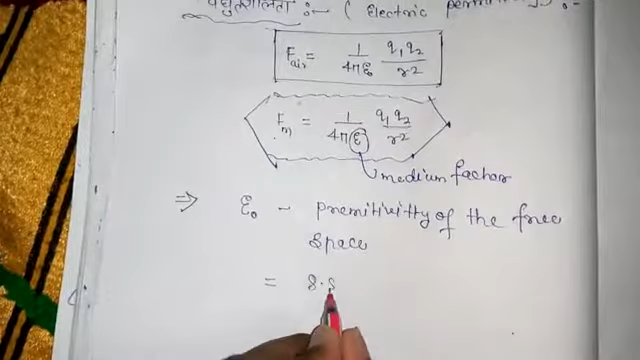 ( Electric
F_air = 1/4πε₀ q₁q₂/r²
F_m = 1/4πε q₁q₂/r²
medium factor
⇒ ε₀ - premitivitty of the free
space
= 8.8